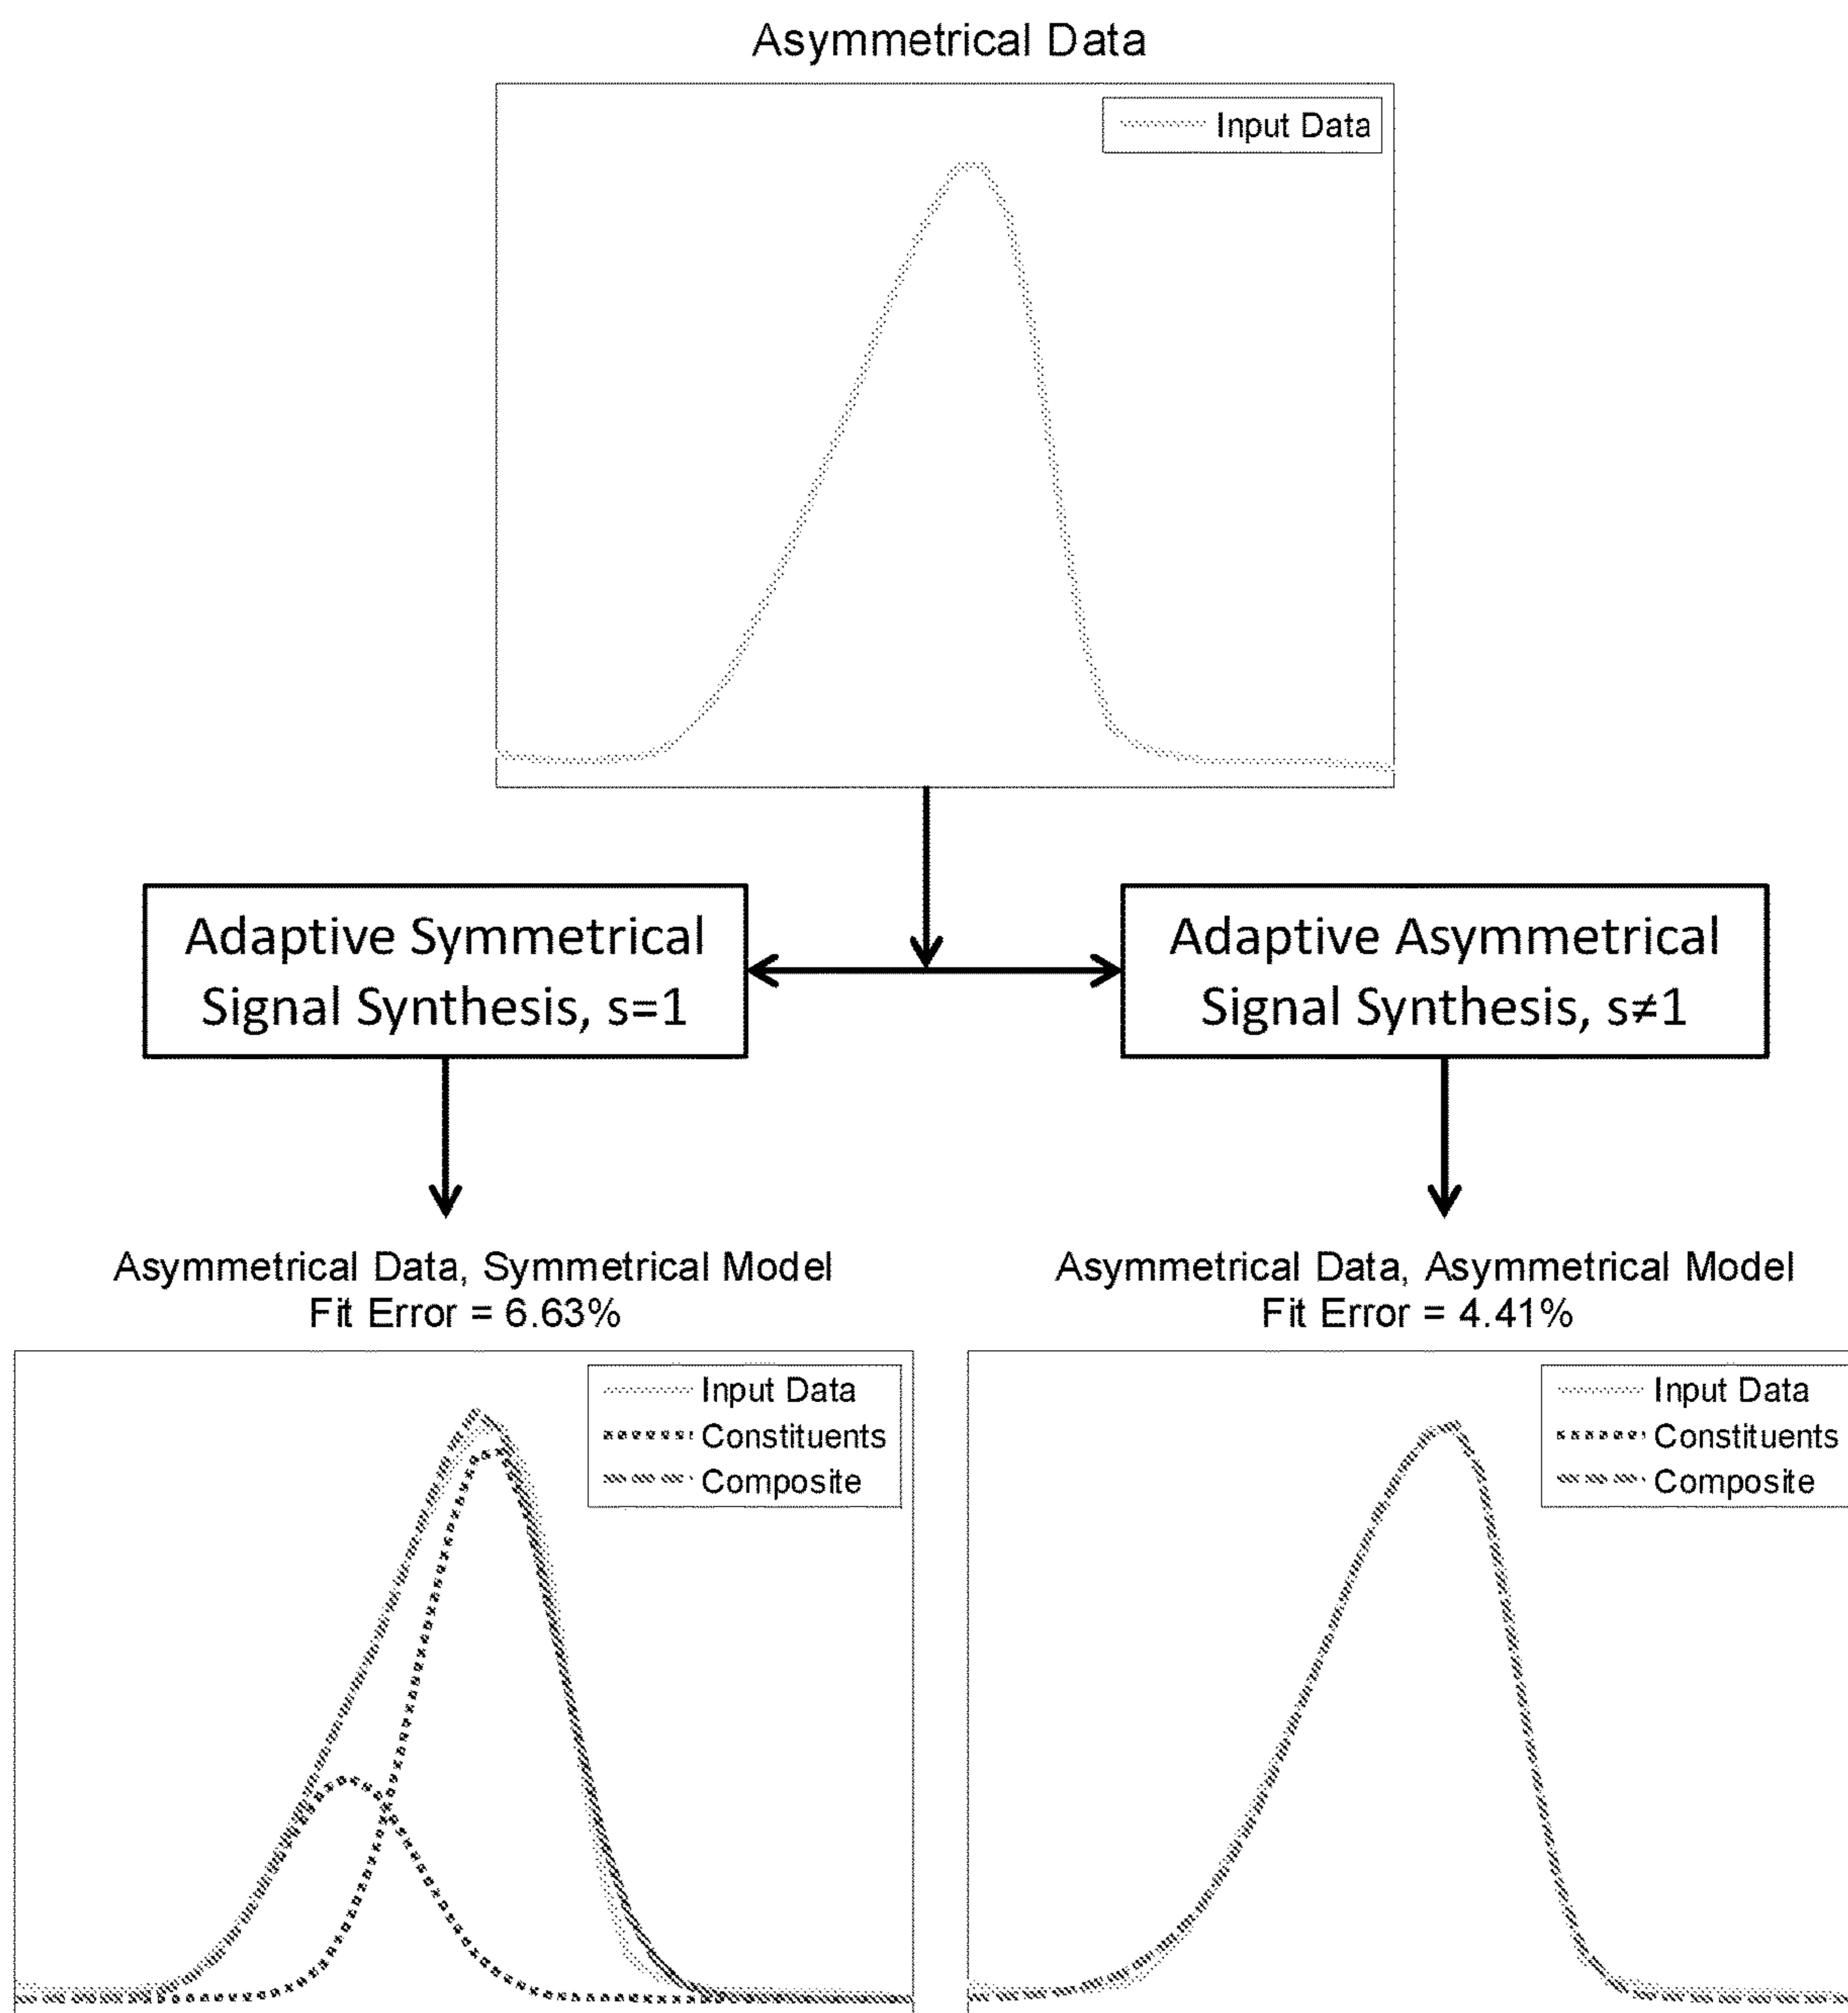 Asymmetrical Data
Input Data
Adaptive Symmetrical
Signal Synthesis, s=1
Adaptive Asymmetrical
Signal Synthesis, s≠1
Asymmetrical Data, Symmetrical Model
Fit Error = 6.63%
Input Data
Constituents
Composite
Asymmetrical Data, Asymmetrical Model
Fit Error = 4.41%
Input Data
Constituents
Composite